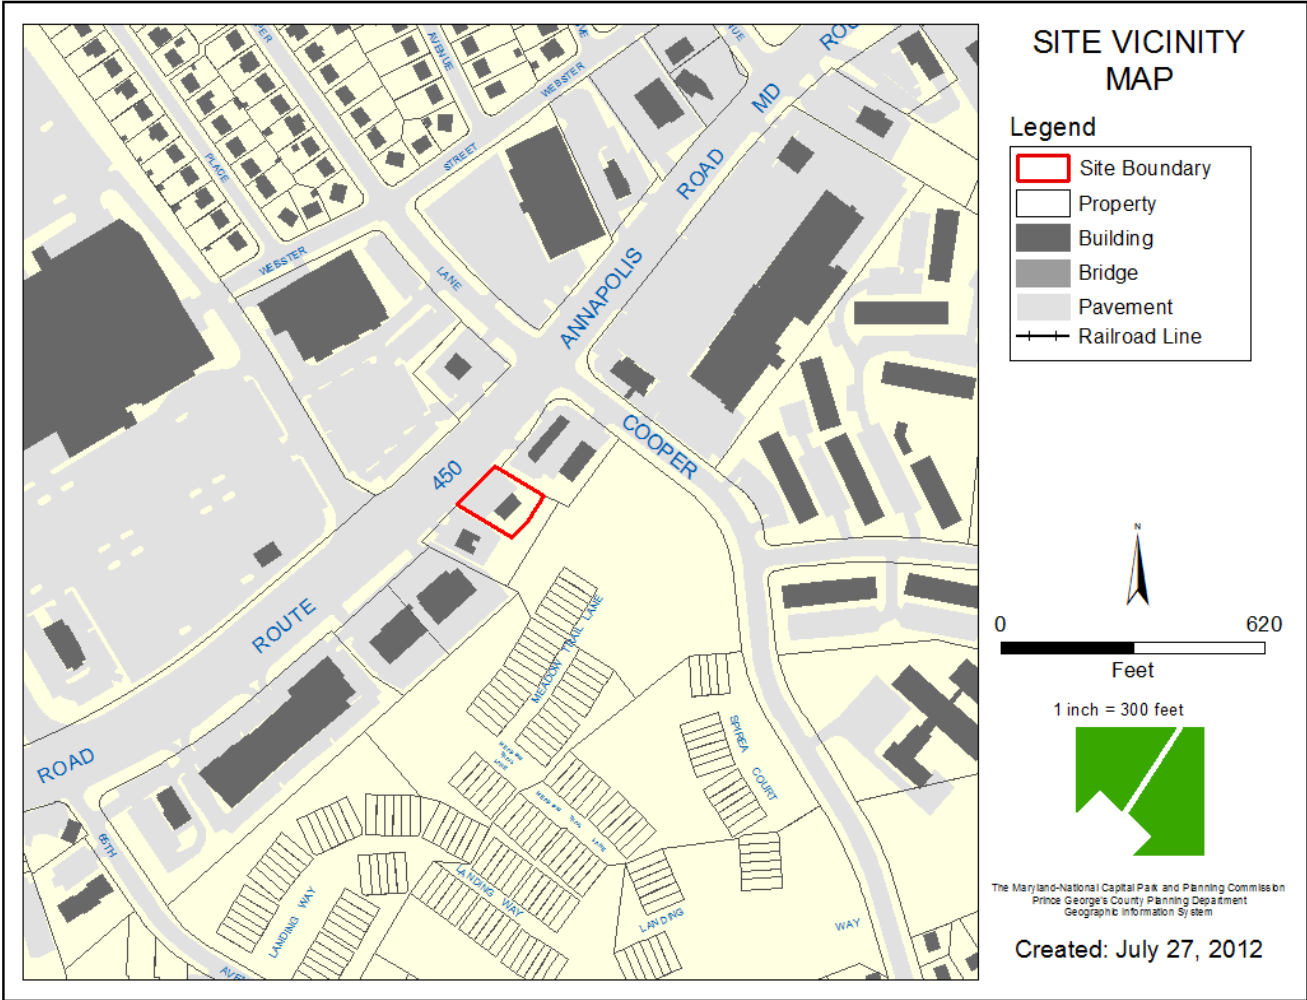 SITE VICINITY
MAP
Legend
Site Boundary
Property
Building
Bridge
Pavement
Railroad Line
N
0 620
Feet
1 inch = 300 feet
The Maryland-National Capital Park and Planning Commission
Prince George's County Planning Department
Geographic Information System
Created: July 27, 2012
PLACE
AVENUE
WEBSTER
STREET
WEBSTER
LANE
MD
ROAD
ANNAPOLIS
450
ROUTE
ROAD
COOPER
MEADOW TRAIL LANE
SPIREA
COURT
65TH
LANDING WAY
LANDING WAY
LANDING
WAY